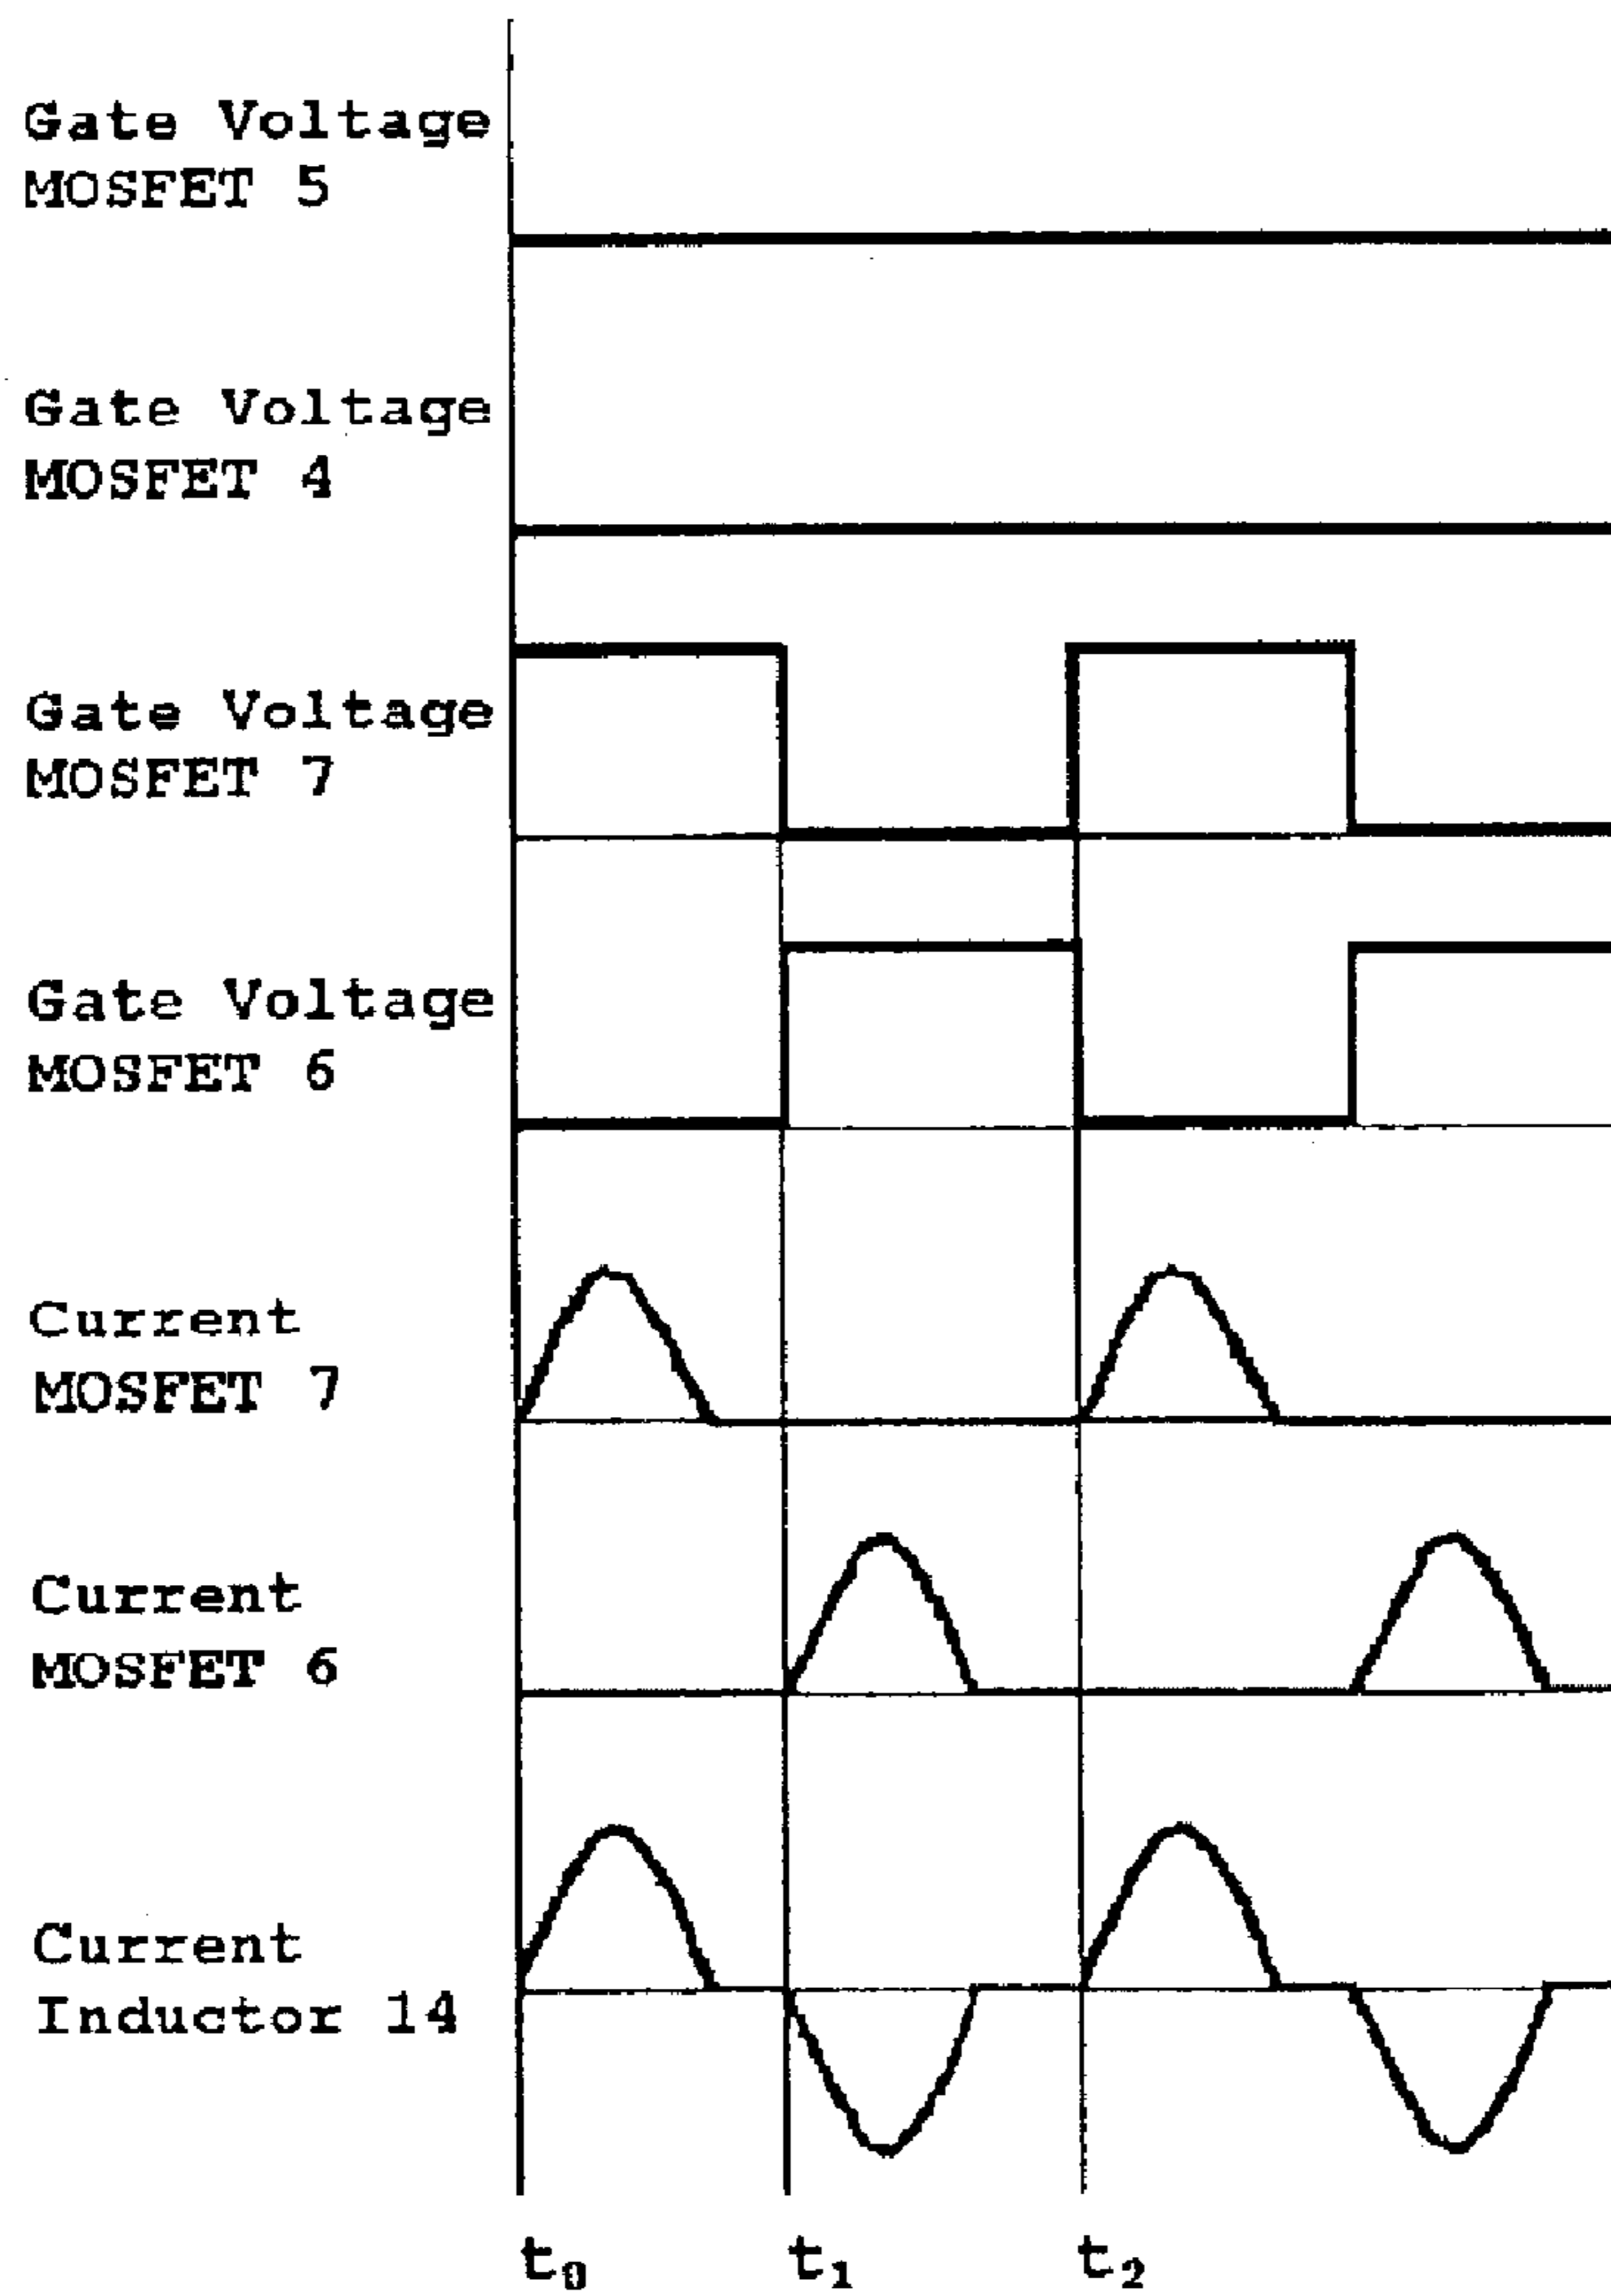 Gate Voltage
MOSFET 5
Gate Voltage
MOSFET 4
Gate Voltage
MOSFET 7
Gate Voltage
MOSFET 6
Current
MOSFET 7
Current
MOSFET 6
Current
Inductor 14
t₀ t₁ t₂